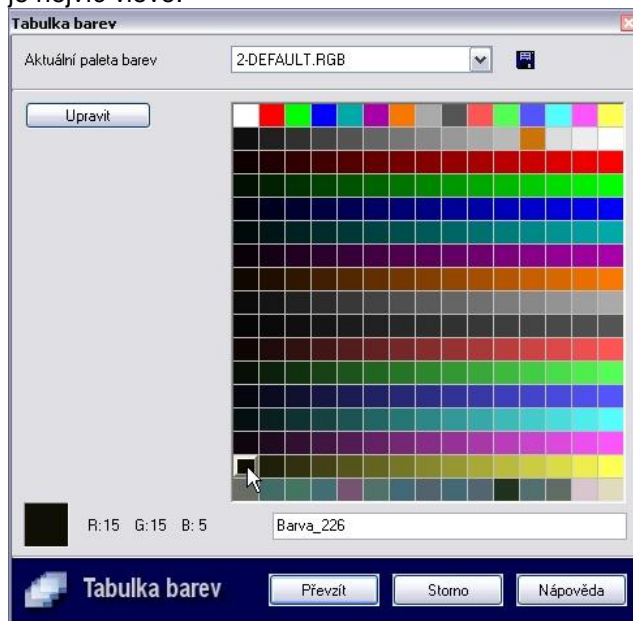 Tabulka barev
Aktuální paleta barev 2-DEFAULT.RGB
Upravit
R:15 G:15 B: 5 Barva_226
Tabulka barev Převzít Storno Nápověda